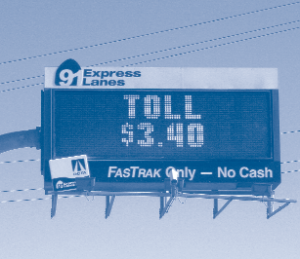 91 Express
Lanes
TOLL
$3.40
FASTRAK Only — No Cash